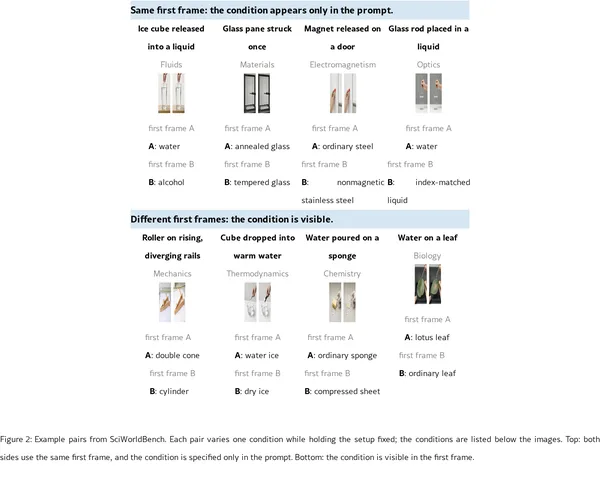 Same first frame: the condition appears only in the prompt.
Ice cube released into a liquid
Fluids
first frame A
A: water
first frame B
B: alcohol
Glass pane struck once
Materials
first frame A
A: annealed glass
first frame B
B: tempered glass
Magnet released on a door
Electromagnetism
first frame A
A: ordinary steel
first frame B
B: nonmagnetic stainless steel
Glass rod placed in a liquid
Optics
first frame A
A: water
first frame B
B: index-matched liquid
Different first frames: the condition is visible.
Roller on rising, diverging rails
Mechanics
first frame A
A: double cone
first frame B
B: cylinder
Cube dropped into warm water
Thermodynamics
first frame A
A: water ice
first frame B
B: dry ice
Water poured on a sponge
Chemistry
first frame A
A: ordinary sponge
first frame B
B: compressed sheet
Water on a leaf
Biology
first frame A
A: lotus leaf
first frame B
B: ordinary leaf
Figure 2: Example pairs from SciWorldBench. Each pair varies one condition while holding the setup fixed; the conditions are listed below the images. Top: both
sides use the same first frame, and the condition is specified only in the prompt. Bottom: the condition is visible in the first frame.